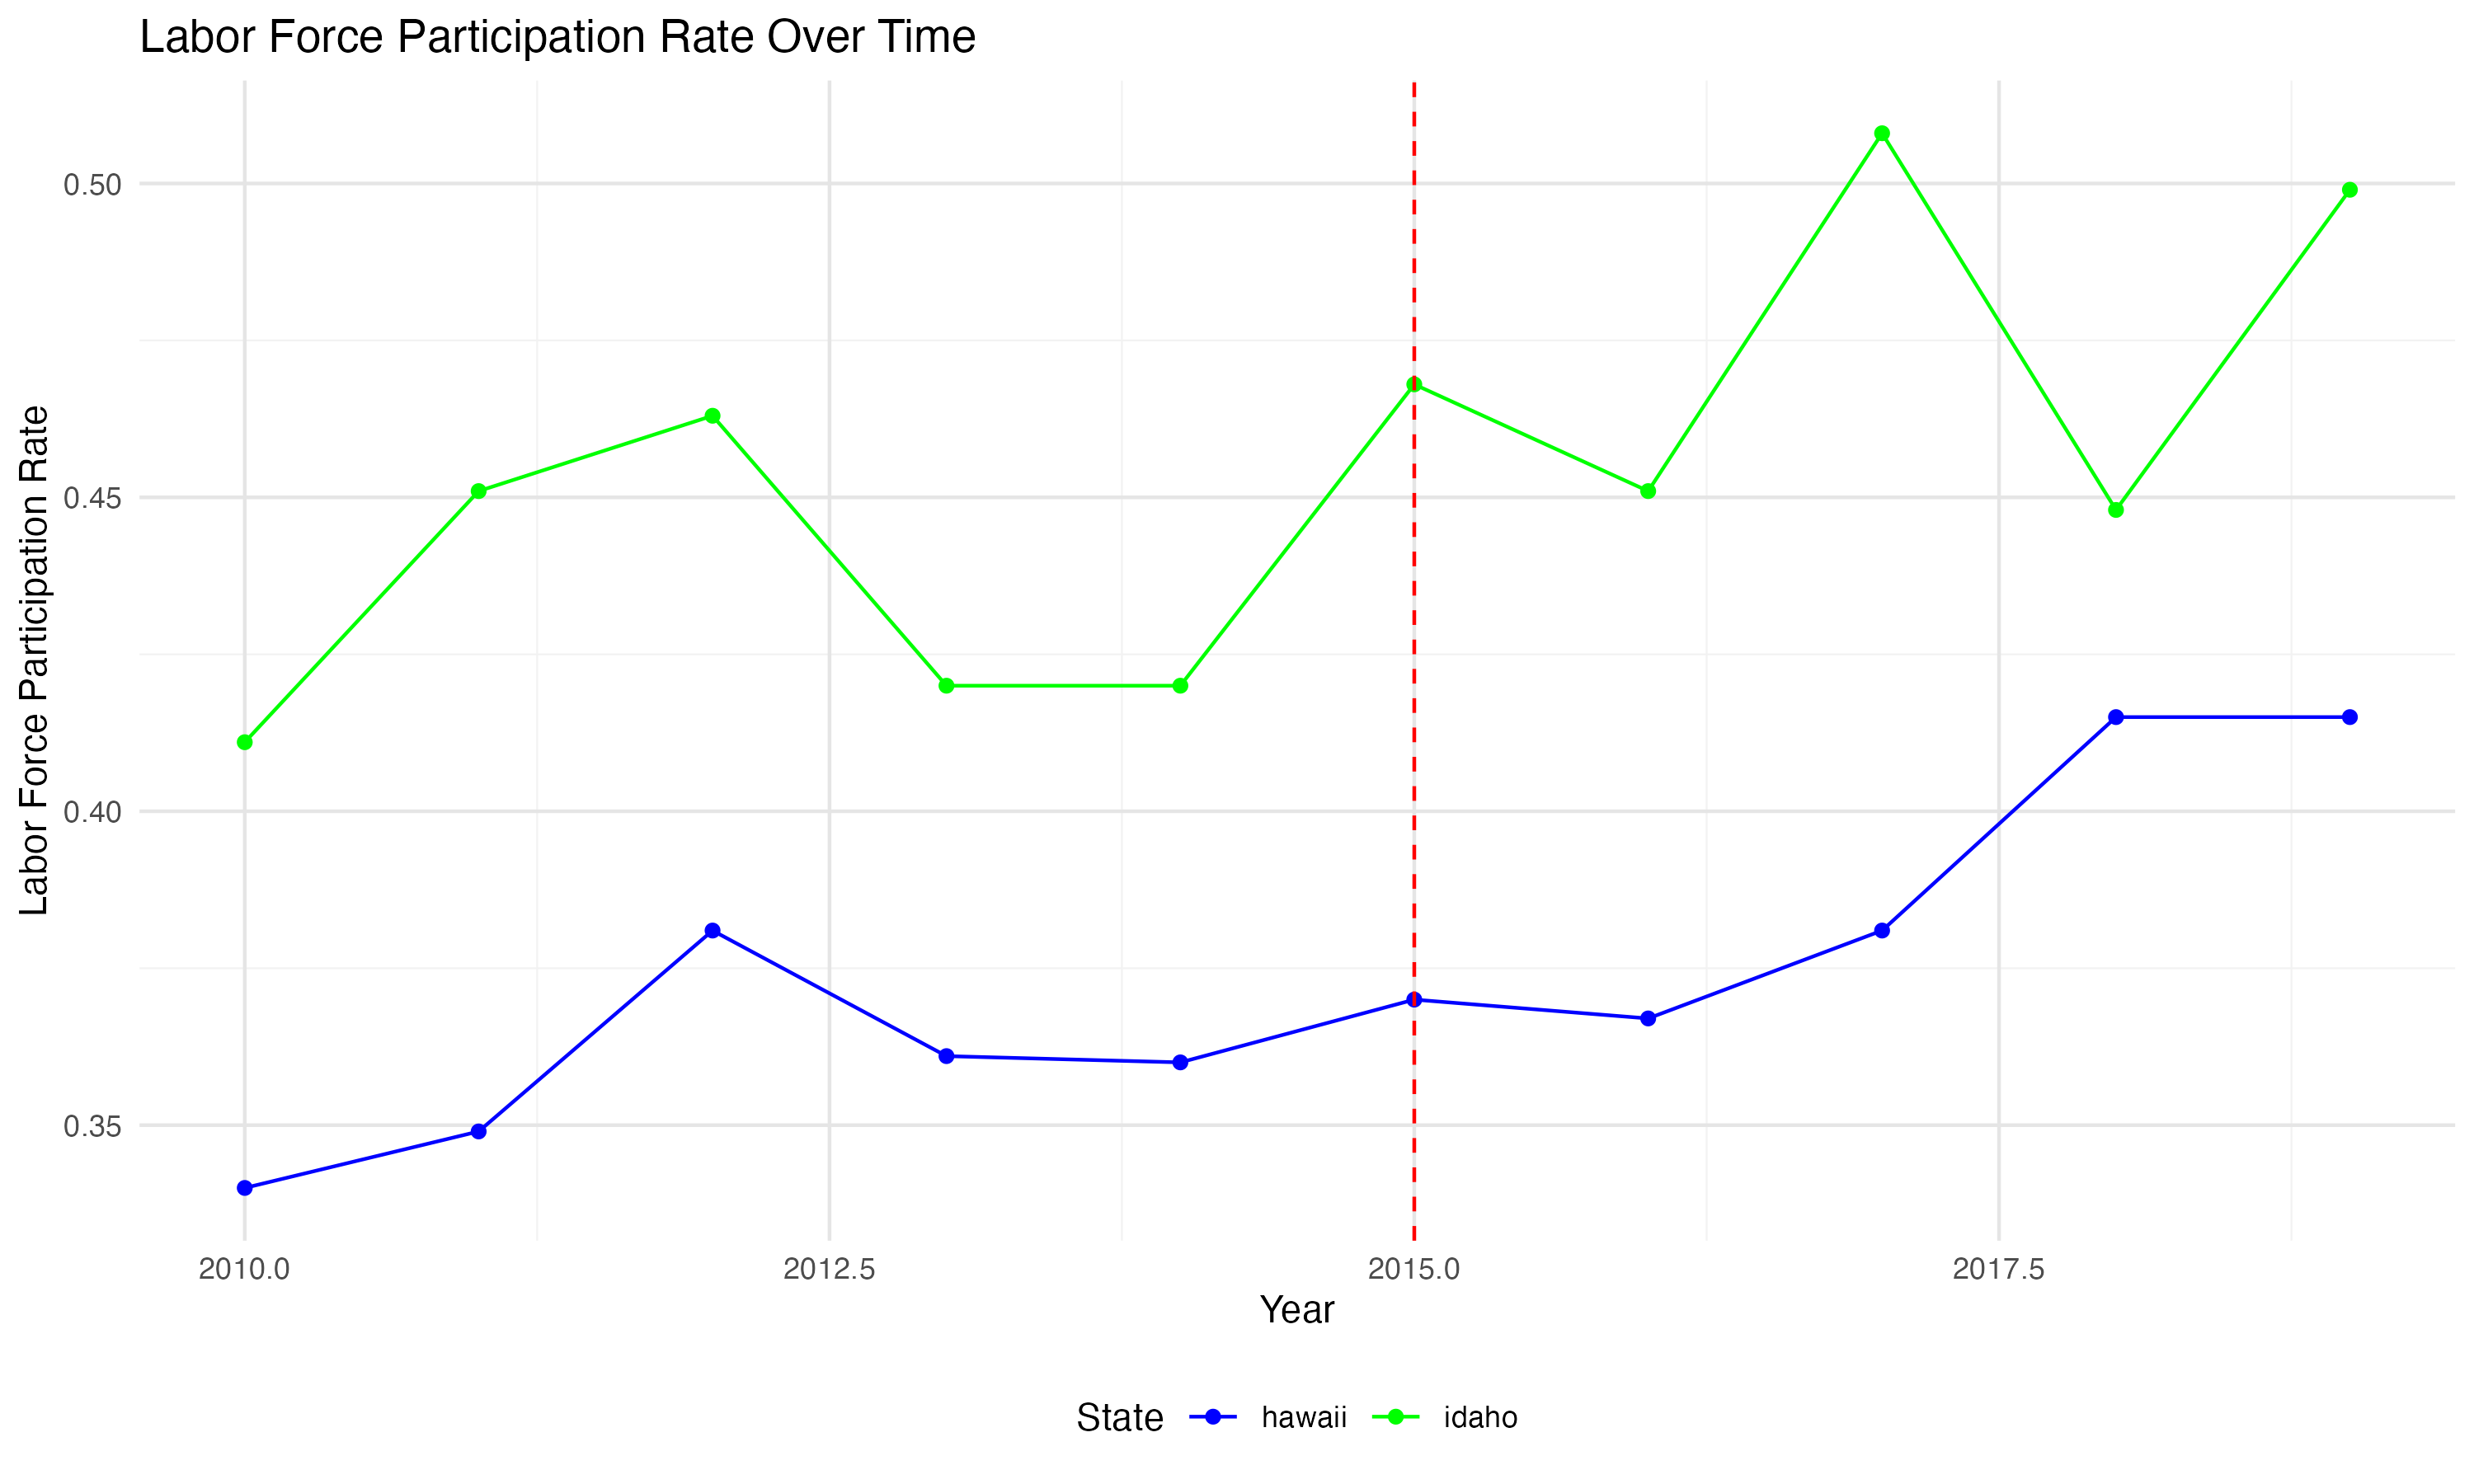 Labor Force Participation Rate Over Time
Labor Force Participation Rate
0.50
0.45
0.40
0.35
2010.0 2012.5 2015.0 2017.5
Year
State hawaii idaho